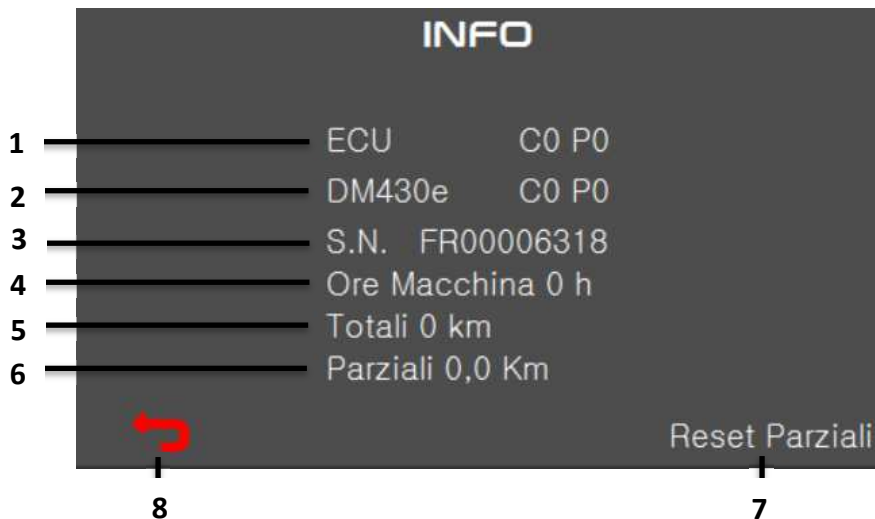 INFO
1 ECU C0 P0
2 DM430e C0 P0
3 S.N. FR00006318
4 Ore Macchina 0 h
5 Totali 0 km
6 Parziali 0,0 Km
Reset Parziali
8 7